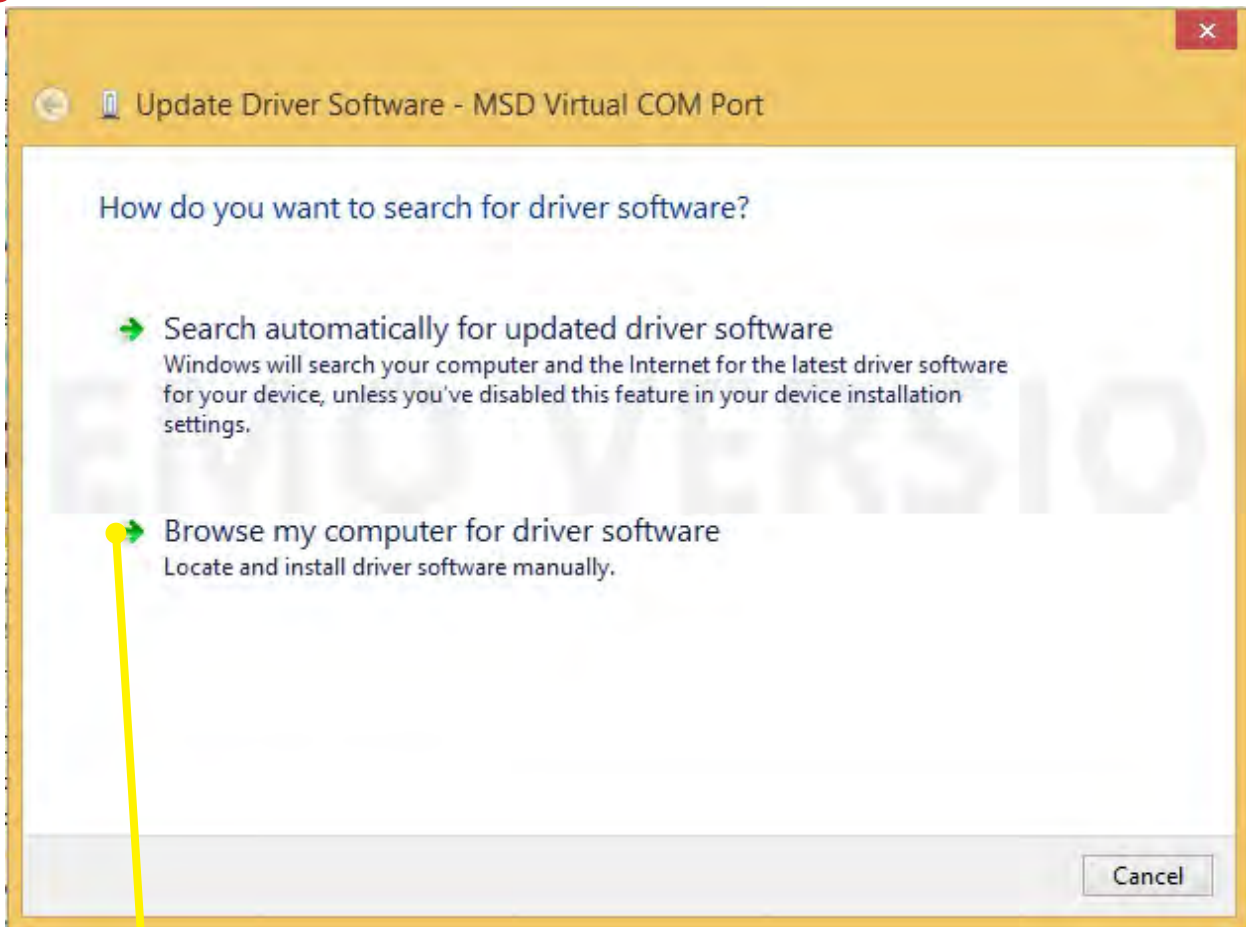 Update Driver Software - MSD Virtual COM Port
How do you want to search for driver software?
Search automatically for updated driver software
Windows will search your computer and the Internet for the latest driver software
for your device, unless you've disabled this feature in your device installation
settings.
EMO VERSIO
Browse my computer for driver software
Locate and install driver software manually.
Cancel